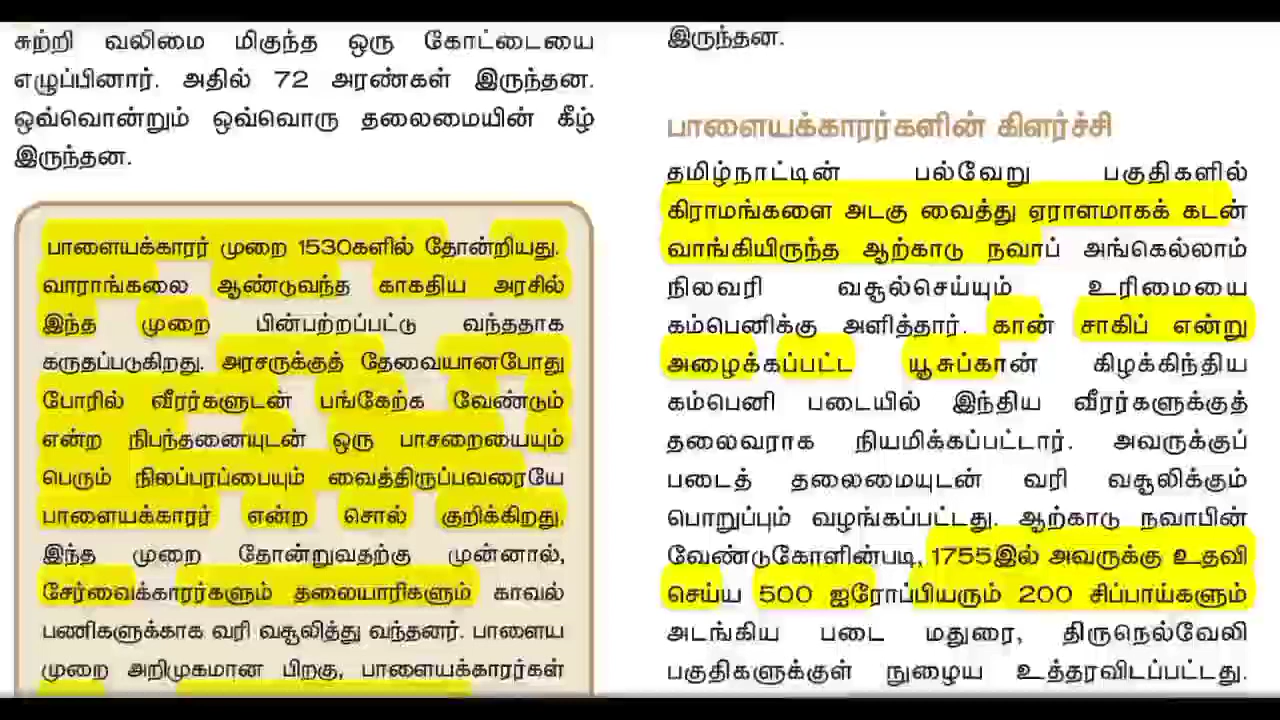 சுற்றி வலிமை மிகுந்த ஒரு கோட்டையை
எழுப்பினார். அதில் 72 அரண்கள் இருந்தன.
ஒவ்வொன்றும் ஒவ்வொரு தலைமையின் கீழ்
இருந்தன.
பாளையக்காரர் முறை 1530களில் தோன்றியது.
வாராங்கலை ஆண்டுவந்த காகதிய அரசில்
இந்த முறை பின்பற்றப்பட்டு வந்ததாக
கருதப்படுகிறது. அரசருக்குத் தேவையானபோது
போரில் வீரர்களுடன் பங்கேற்க வேண்டும்
என்ற நிபந்தனையுடன் ஒரு பாசறையையும்
பெரும் நிலப்பரப்பையும் வைத்திருப்பவரையே
பாளையக்காரர் என்ற சொல் குறிக்கிறது.
இந்த முறை தோன்றுவதற்கு முன்னால்,
சேர்வைக்காரர்களும் தலையாரிகளும் காவல்
பணிகளுக்காக வரி வசூலித்து வந்தனர். பாளைய
முறை அறிமுகமான பிறகு, பாளையக்காரர்கள்
இருந்தன.
பாளையக்காரர்களின் கிளர்ச்சி
தமிழ்நாட்டின் பல்வேறு பகுதிகளில்
கிராமங்களை அடகு வைத்து ஏராளமாகக் கடன்
வாங்கியிருந்த ஆற்காடு நவாப் அங்கெல்லாம்
நிலவரி வசூல்செய்யும் உரிமையை
கம்பெனிக்கு அளித்தார். கான் சாகிப் என்று
அழைக்கப்பட்ட யூசுப்கான் கிழக்கிந்திய
கம்பெனி படையில் இந்திய வீரர்களுக்குத்
தலைவராக நியமிக்கப்பட்டார். அவருக்குப்
படைத் தலைமையுடன் வரி வசூலிக்கும்
பொறுப்பும் வழங்கப்பட்டது. ஆற்காடு நவாபின்
வேண்டுகோளின்படி, 1755இல் அவருக்கு உதவி
செய்ய 500 ஐரோப்பியரும் 200 சிப்பாய்களும்
அடங்கிய படை மதுரை, திருநெல்வேலி
பகுதிகளுக்குள் நுழைய உத்தரவிடப்பட்டது.